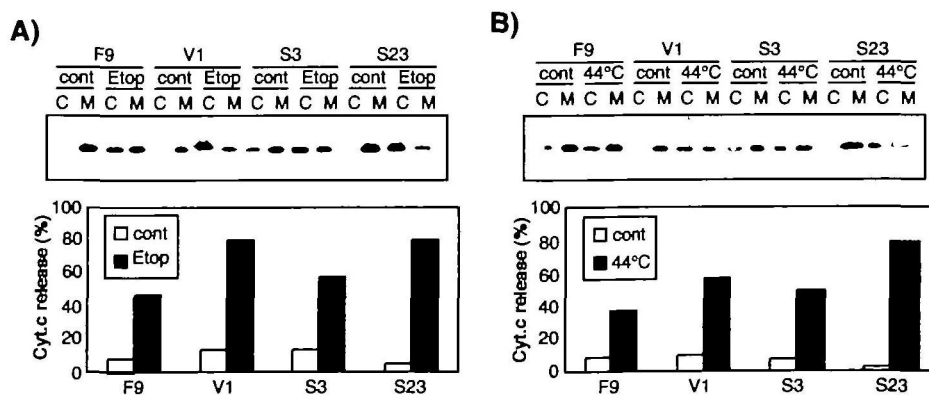 A)
F9 V1 S3 S23
cont Etop cont Etop cont Etop cont Etop
C M C M C M C M C M C M C M C M
Cyt.c release (%)
100
80
60
40
20
0
cont
Etop
F9 V1 S3 S23
B)
F9 V1 S3 S23
cont 44°C cont 44°C cont 44°C cont 44°C
C M C M C M C M C M C M C M C M
Cyt.c release (%)
100
80
60
40
20
0
cont
44°C
F9 V1 S3 S23